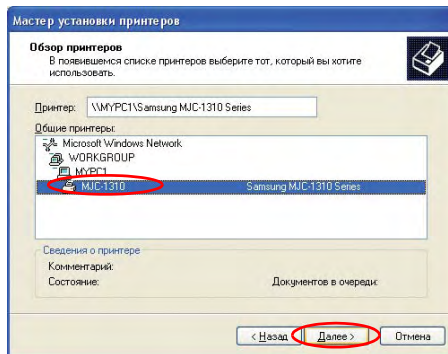 Мастер установки принтеров
Обзор принтеров
В появившемся списке принтеров выберите тот, который вы хотите
использовать.
Принтер: \\MYPC1\Samsung MJC-1310 Series
Общие принтеры:
Microsoft Windows Network
WORKGROUP
MYPC1
MJC-1310 Samsung MJC-1310 Series
Сведения о принтере
Комментарий:
Состояние: Документов в очереди:
< Назад Далее > Отмена